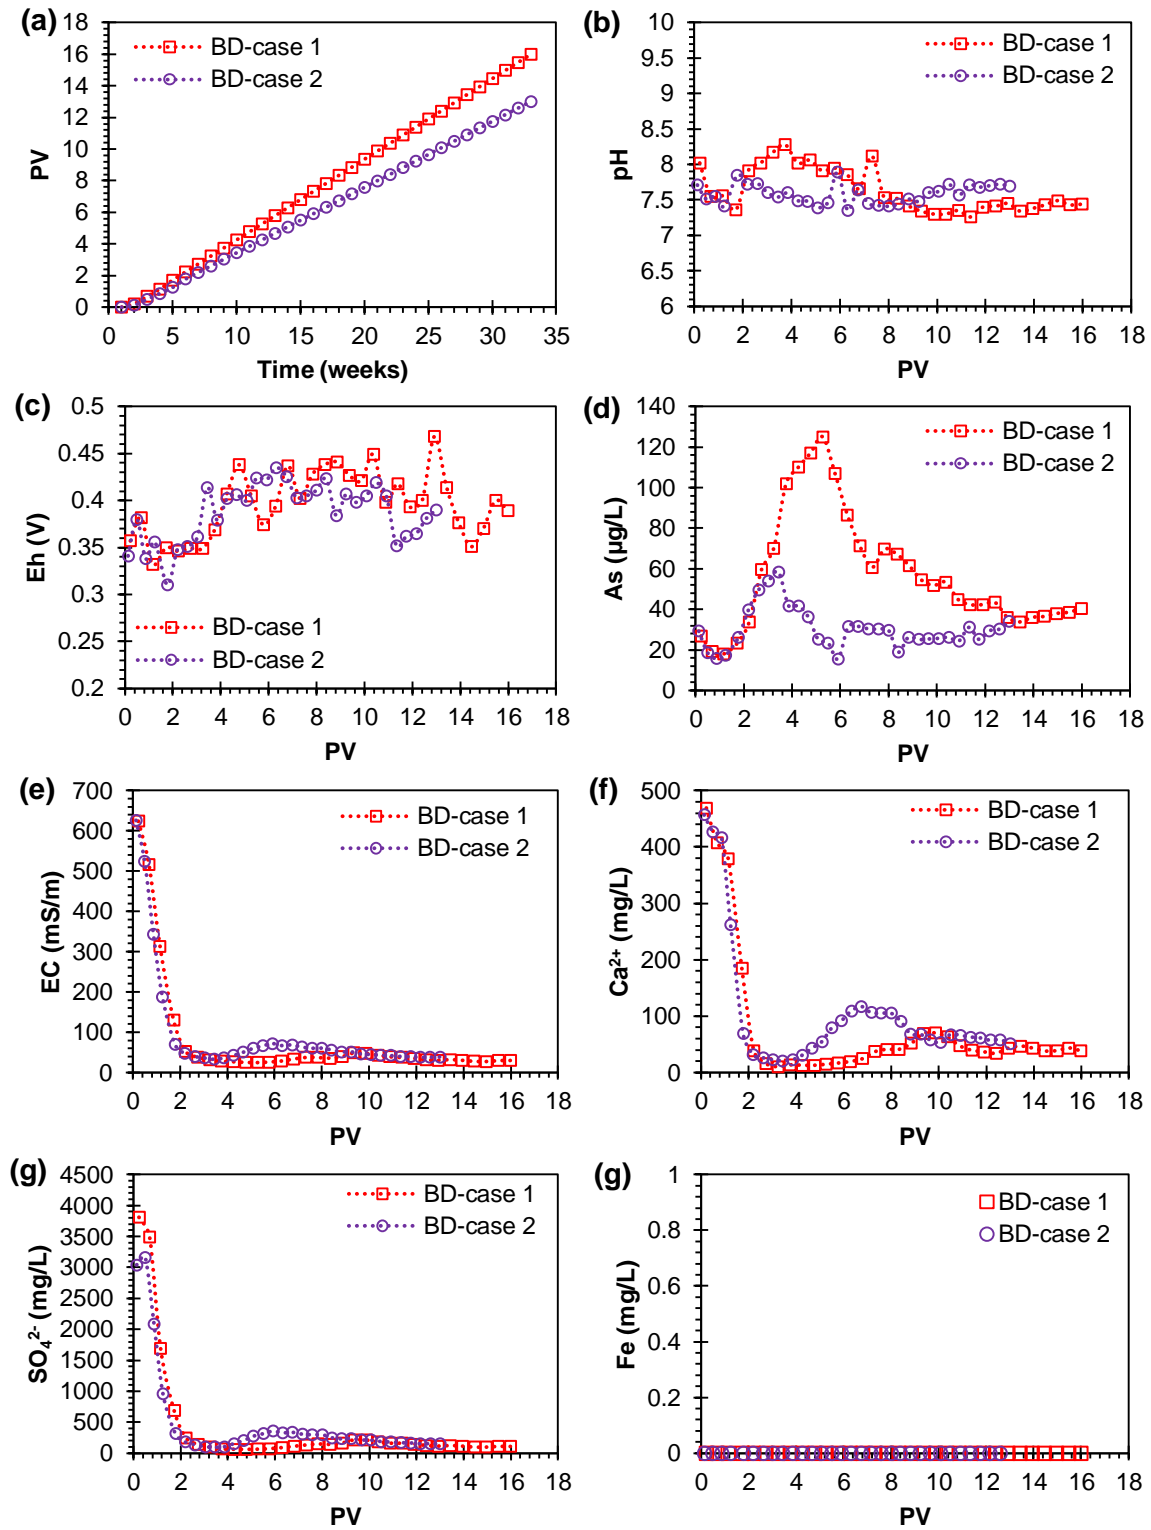 (a)
PV
18
16
14
12
10
8
6
4
2
0
BD-case 1
BD-case 2
0 5 10 15 20 25 30 35
Time (weeks)
(b)
pH
10
9.5
9
8.5
8
7.5
7
6.5
6
BD-case 1
BD-case 2
0 2 4 6 8 10 12 14 16 18
PV
(c)
Eh (V)
0.5
0.45
0.4
0.35
0.3
0.25
0.2
BD-case 1
BD-case 2
0 2 4 6 8 10 12 14 16 18
PV
(d)
As (µg/L)
140
120
100
80
60
40
20
0
BD-case 1
BD-case 2
0 2 4 6 8 10 12 14 16 18
PV
(e)
EC (mS/m)
700
600
500
400
300
200
100
0
BD-case 1
BD-case 2
0 2 4 6 8 10 12 14 16 18
PV
(f)
Ca²⁺ (mg/L)
500
400
300
200
100
0
BD-case 1
BD-case 2
0 2 4 6 8 10 12 14 16 18
PV
(g)
SO₄²⁻ (mg/L)
4500
4000
3500
3000
2500
2000
1500
1000
500
0
BD-case 1
BD-case 2
0 2 4 6 8 10 12 14 16 18
PV
(g)
Fe (mg/L)
1
0.8
0.6
0.4
0.2
0
BD-case 1
BD-case 2
0 2 4 6 8 10 12 14 16 18
PV